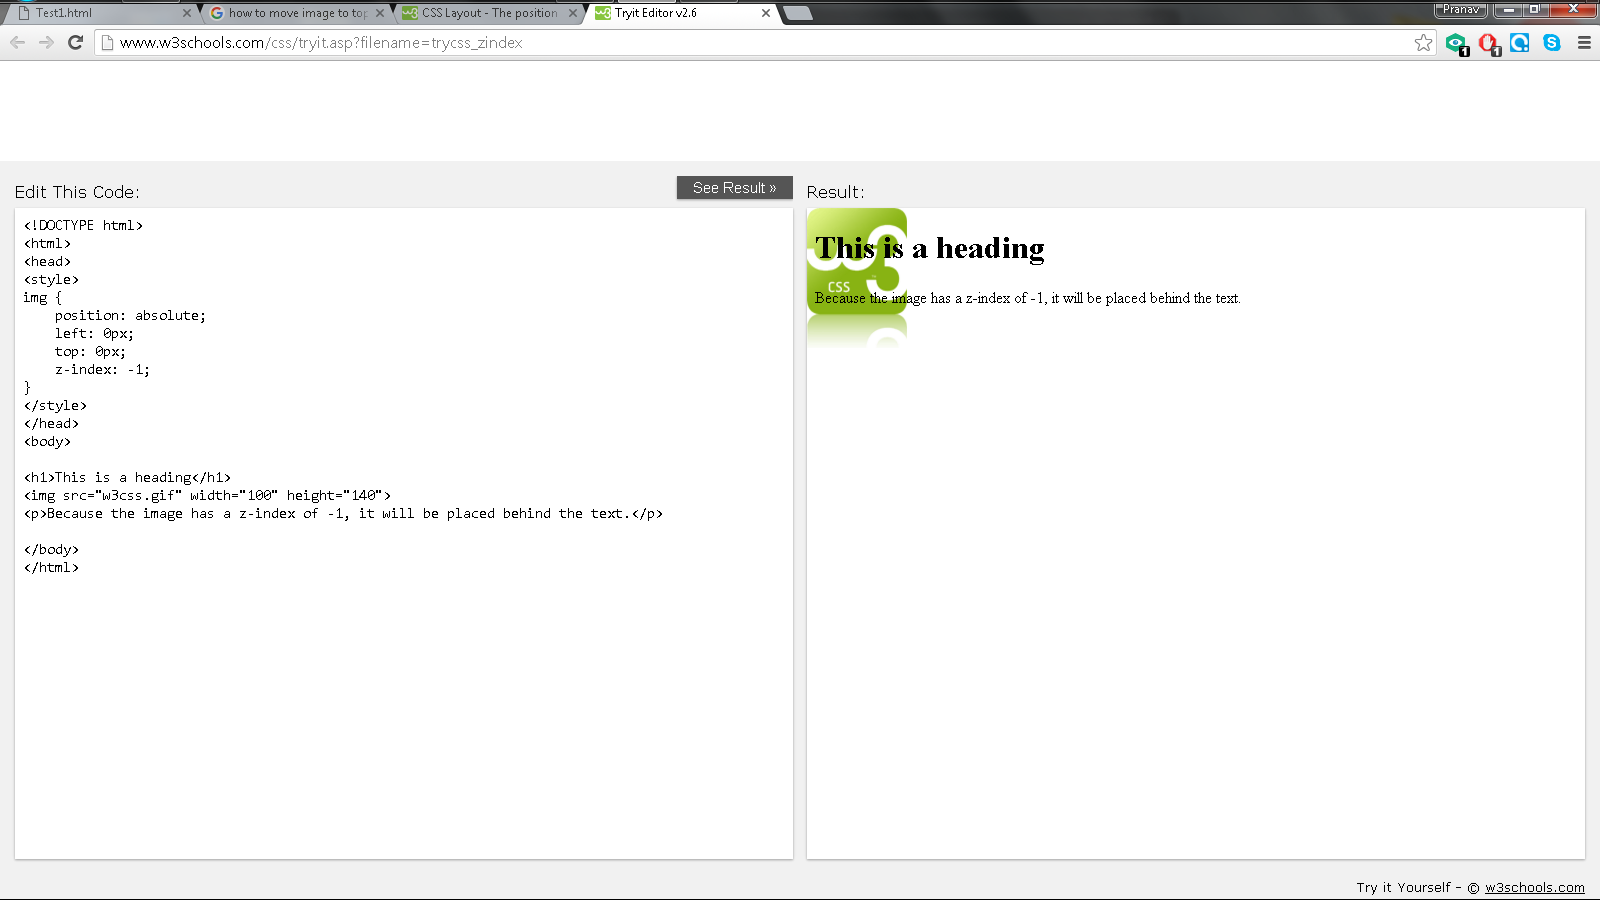 Test1.html
how to move image to top
CSS Layout - The position
Tryit Editor v2.6
Pranav
www.w3schools.com/css/tryit.asp?filename=trycss_zindex
1
1
Edit This Code:
See Result »
Result:
<!DOCTYPE html>
<html>
<head>
<style>
img {
    position: absolute;
    left: 0px;
    top: 0px;
    z-index: -1;
}
</style>
</head>
<body>
<h1>This is a heading</h1>
<img src="w3css.gif" width="100" height="140">
<p>Because the image has a z-index of -1, it will be placed behind the text.</p>
</body>
</html>
This is a heading
CSS
Because the image has a z-index of -1, it will be placed behind the text.
Try it Yourself - © w3schools.com